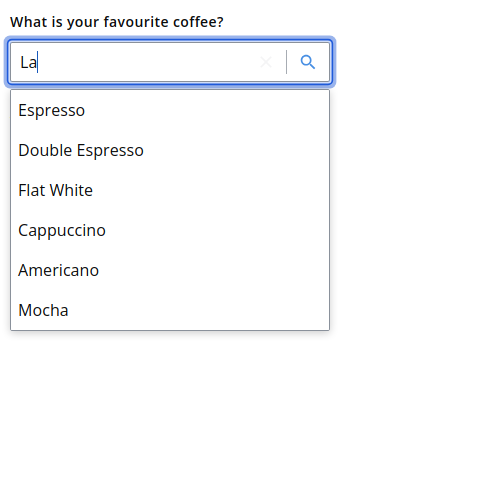 What is your favourite coffee?
La
Espresso
Double Espresso
Flat White
Cappuccino
Americano
Mocha